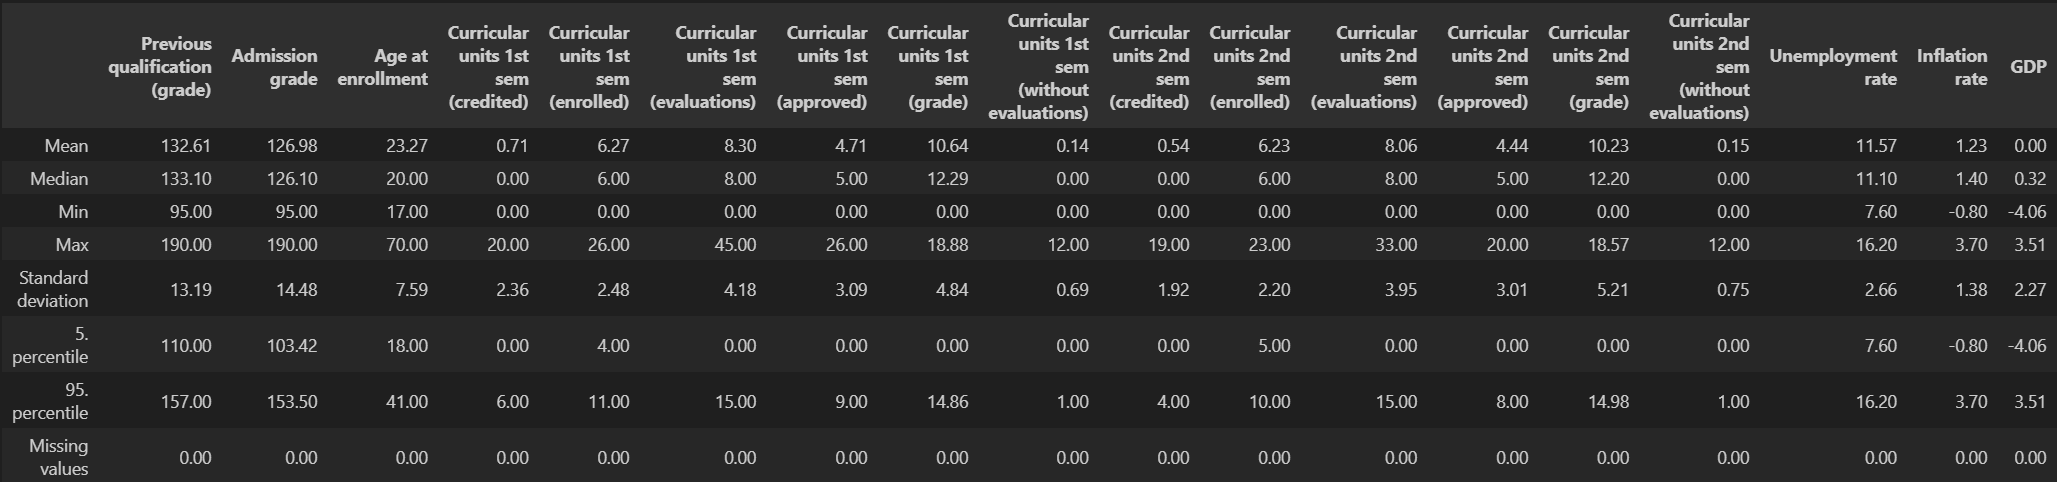 Previous qualification (grade) Admission grade Age at enrollment Curricular units 1st sem (credited) Curricular units 1st sem (enrolled) Curricular units 1st sem (evaluations) Curricular units 1st sem (approved) Curricular units 1st sem (grade) Curricular units 1st sem (without evaluations) Curricular units 2nd sem (credited) Curricular units 2nd sem (enrolled) Curricular units 2nd sem (evaluations) Curricular units 2nd sem (approved) Curricular units 2nd sem (grade) Curricular units 2nd sem (without evaluations) Unemployment rate Inflation rate GDP
Mean 132.61 126.98 23.27 0.71 6.27 8.30 4.71 10.64 0.14 0.54 6.23 8.06 4.44 10.23 0.15 11.57 1.23 0.00
Median 133.10 126.10 20.00 0.00 6.00 8.00 5.00 12.29 0.00 0.00 6.00 8.00 5.00 12.20 0.00 11.10 1.40 0.32
Min 95.00 95.00 17.00 0.00 0.00 0.00 0.00 0.00 0.00 0.00 0.00 0.00 0.00 0.00 0.00 7.60 -0.80 -4.06
Max 190.00 190.00 70.00 20.00 26.00 45.00 26.00 18.88 12.00 19.00 23.00 33.00 20.00 18.57 12.00 16.20 3.70 3.51
Standard deviation 13.19 14.48 7.59 2.36 2.48 4.18 3.09 4.84 0.69 1.92 2.20 3.95 3.01 5.21 0.75 2.66 1.38 2.27
5. percentile 110.00 103.42 18.00 0.00 4.00 0.00 0.00 0.00 0.00 0.00 5.00 0.00 0.00 0.00 0.00 7.60 -0.80 -4.06
95. percentile 157.00 153.50 41.00 6.00 11.00 15.00 9.00 14.86 1.00 4.00 10.00 15.00 8.00 14.98 1.00 16.20 3.70 3.51
Missing values 0.00 0.00 0.00 0.00 0.00 0.00 0.00 0.00 0.00 0.00 0.00 0.00 0.00 0.00 0.00 0.00 0.00 0.00